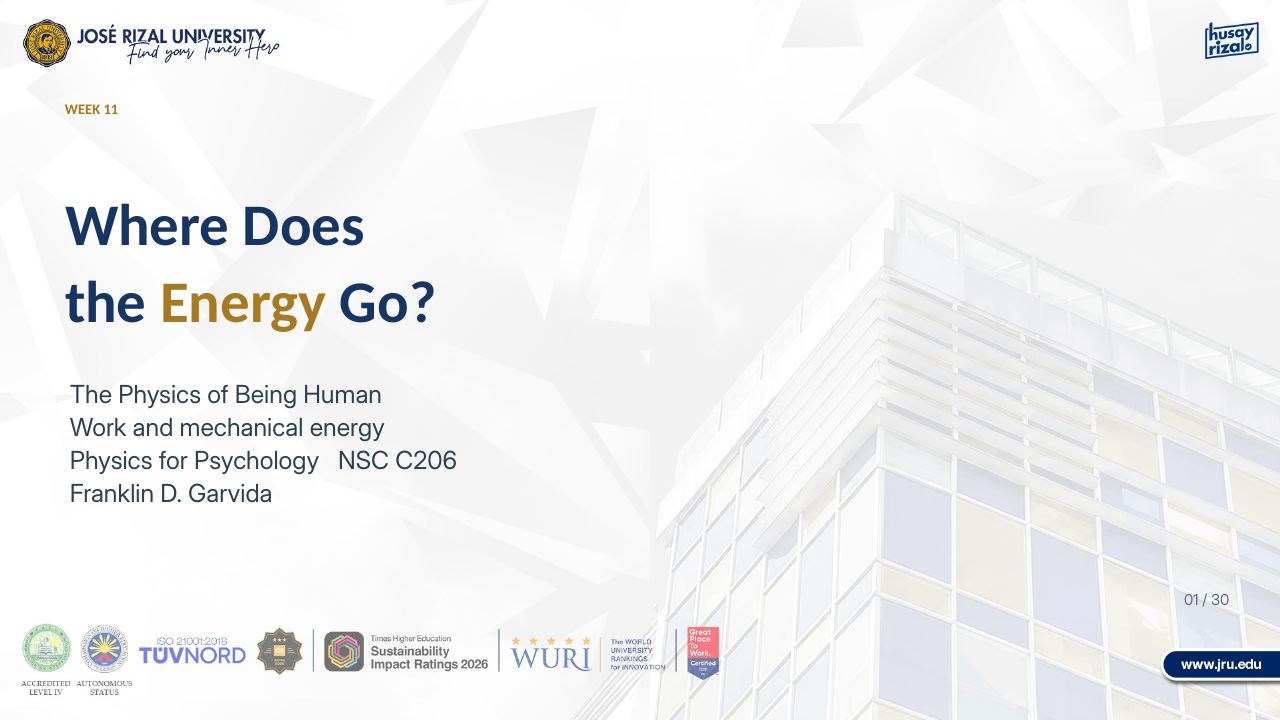 JOSÉ RIZAL UNIVERSITY
Find your Inner Hero
husay
rizal
WEEK 11
Where Does
the Energy Go?
The Physics of Being Human
Work and mechanical energy
Physics for Psychology NSC C206
Franklin D. Garvida
01 / 30
ISO 21001:2018
TÜVNORD
Times Higher Education
Sustainability
Impact Ratings 2026
WURI
The WORLD
UNIVERSITY
RANKINGS
for INNOVATION
Great
Place
To
Work.
Certified
ACCREDITED
LEVEL IV
AUTONOMOUS
STATUS
www.jru.edu